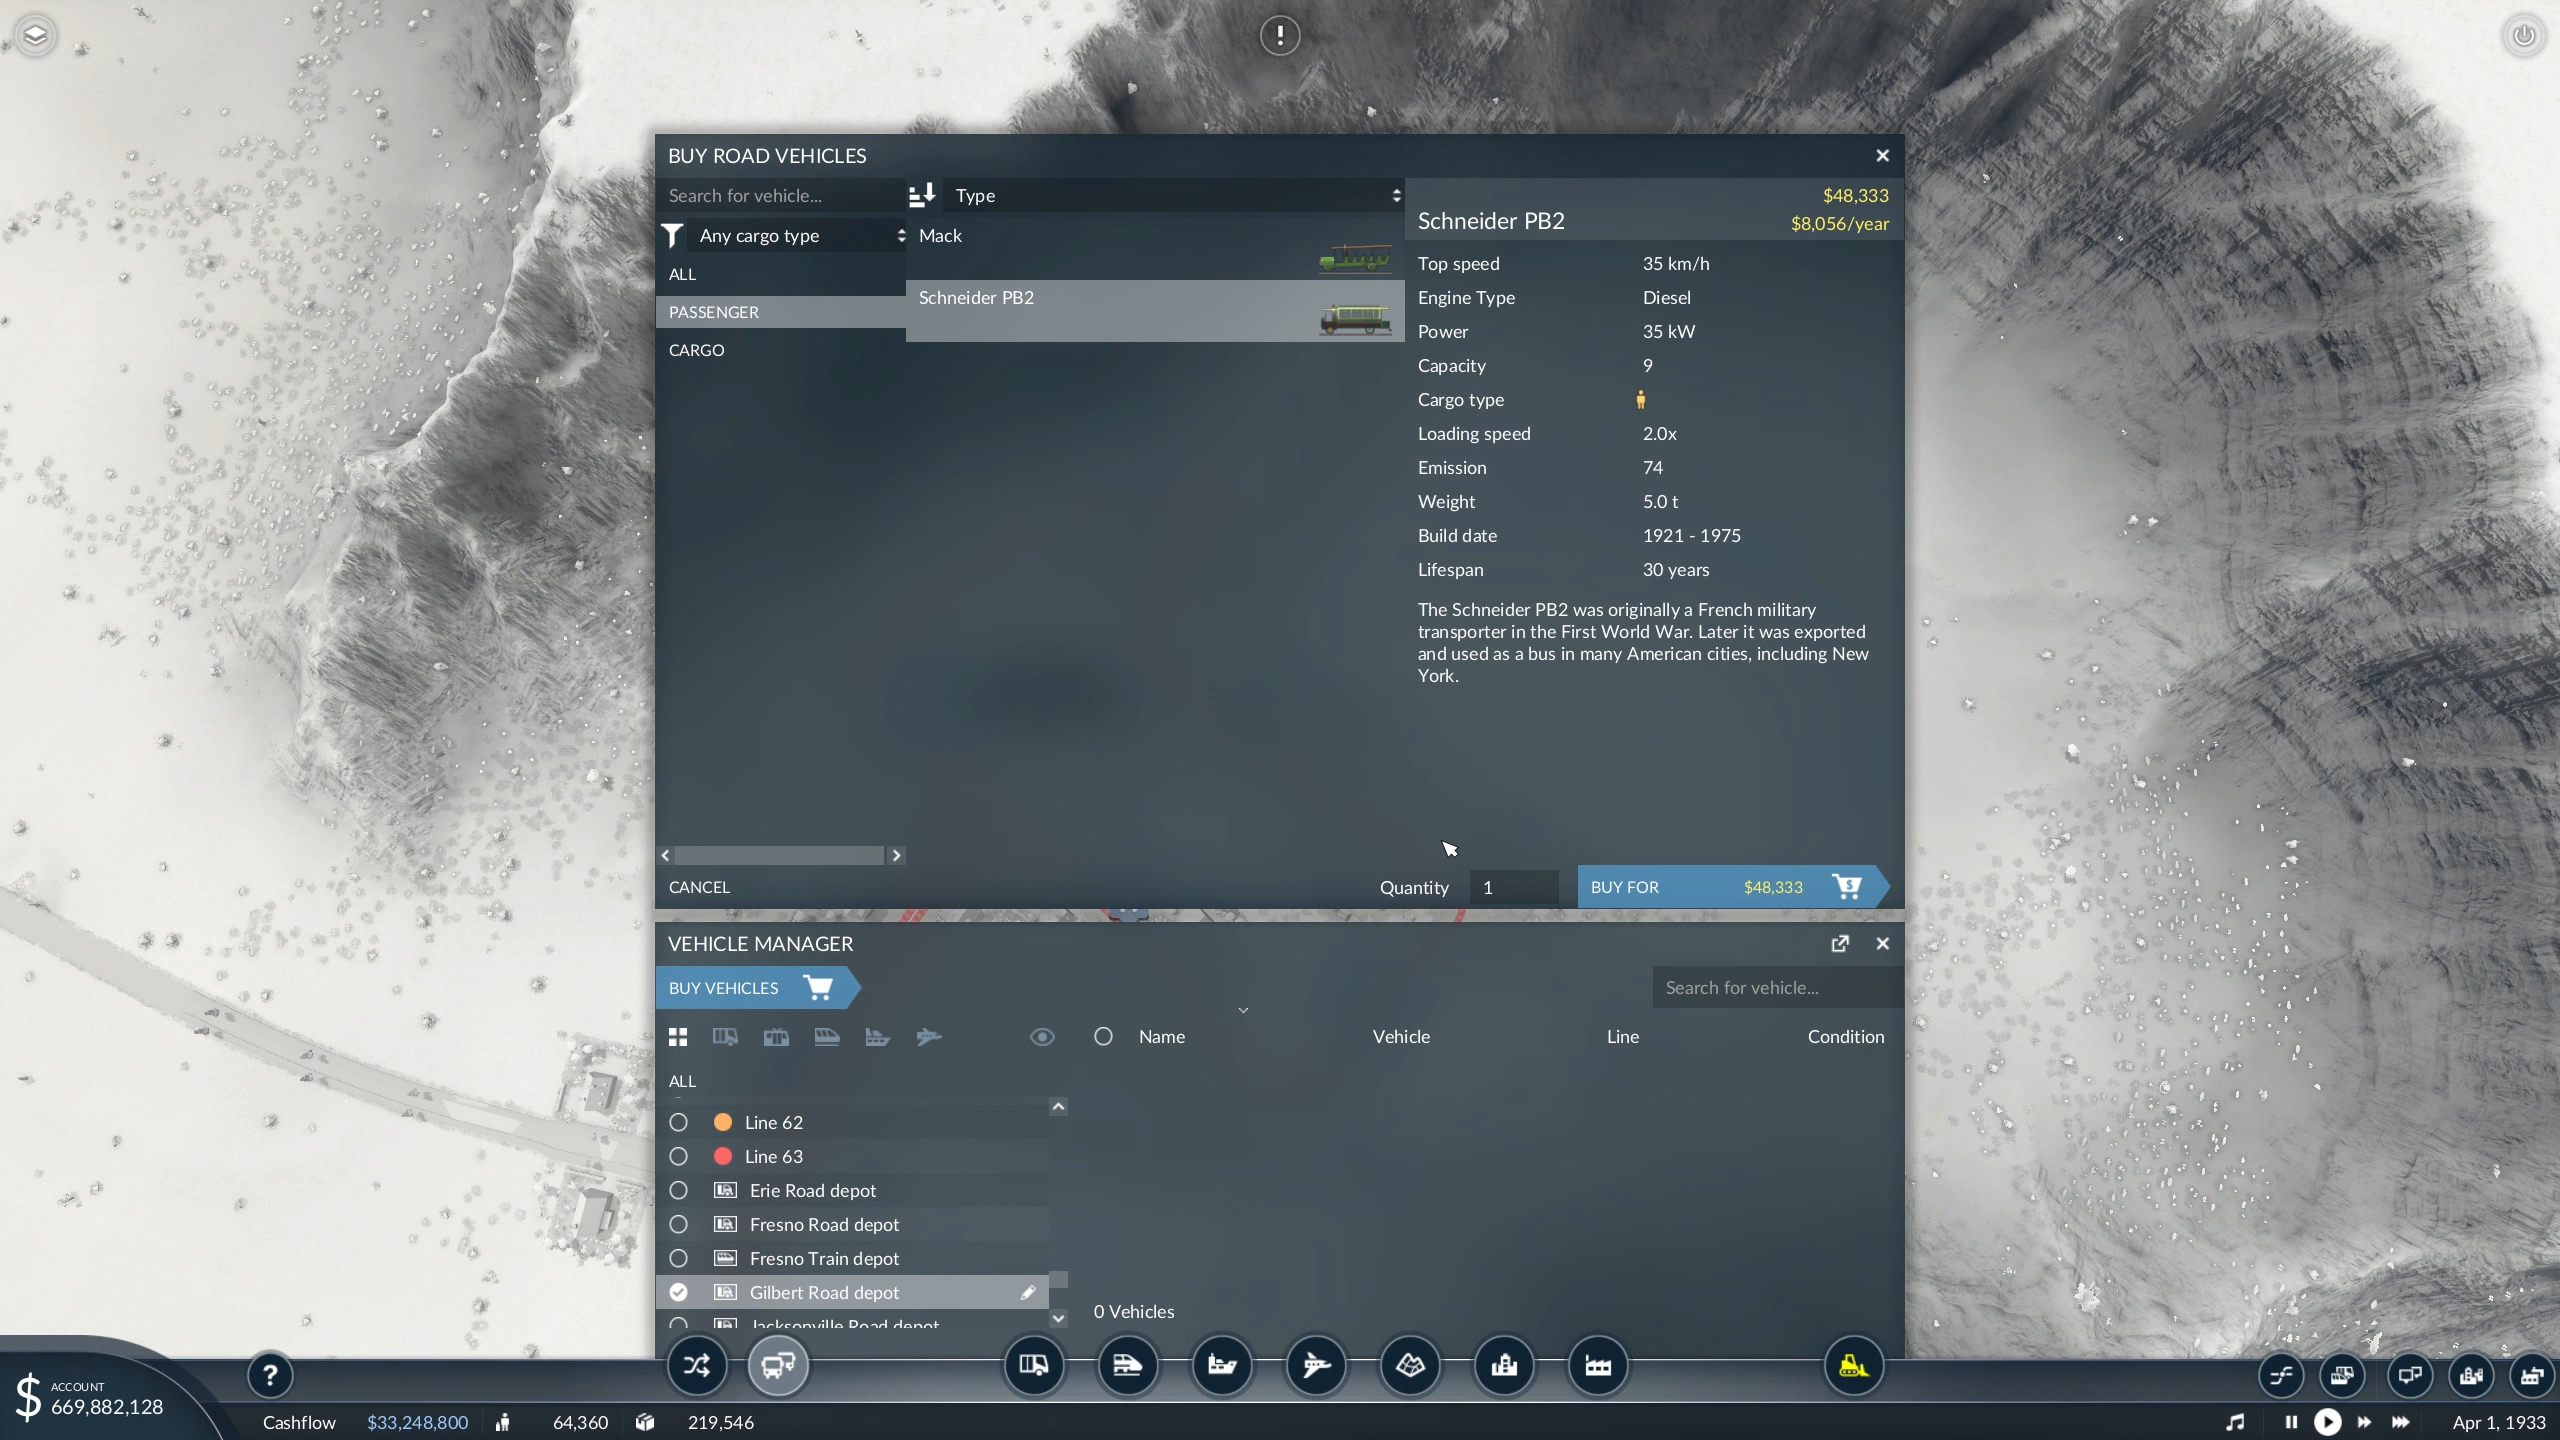 BUY ROAD VEHICLES
Search for vehicle...
Type
Any cargo type
ALL
PASSENGER
CARGO
Mack
Schneider PB2
Schneider PB2
$48,333
$8,056/year
Top speed 35 km/h
Engine Type Diesel
Power 35 kW
Capacity 9
Cargo type
Loading speed 2.0x
Emission 74
Weight 5.0 t
Build date 1921 - 1975
Lifespan 30 years
The Schneider PB2 was originally a French military
transporter in the First World War. Later it was exported
and used as a bus in many American cities, including New
York.
CANCEL
Quantity 1
BUY FOR $48,333
VEHICLE MANAGER
BUY VEHICLES
Search for vehicle...
Name Vehicle Line Condition
ALL
Line 62
Line 63
Erie Road depot
Fresno Road depot
Fresno Train depot
Gilbert Road depot
Jacksonville Road depot
0 Vehicles
?
$ ACCOUNT
669,882,128
Cashflow $33,248,800 64,360 219,546
Apr 1, 1933